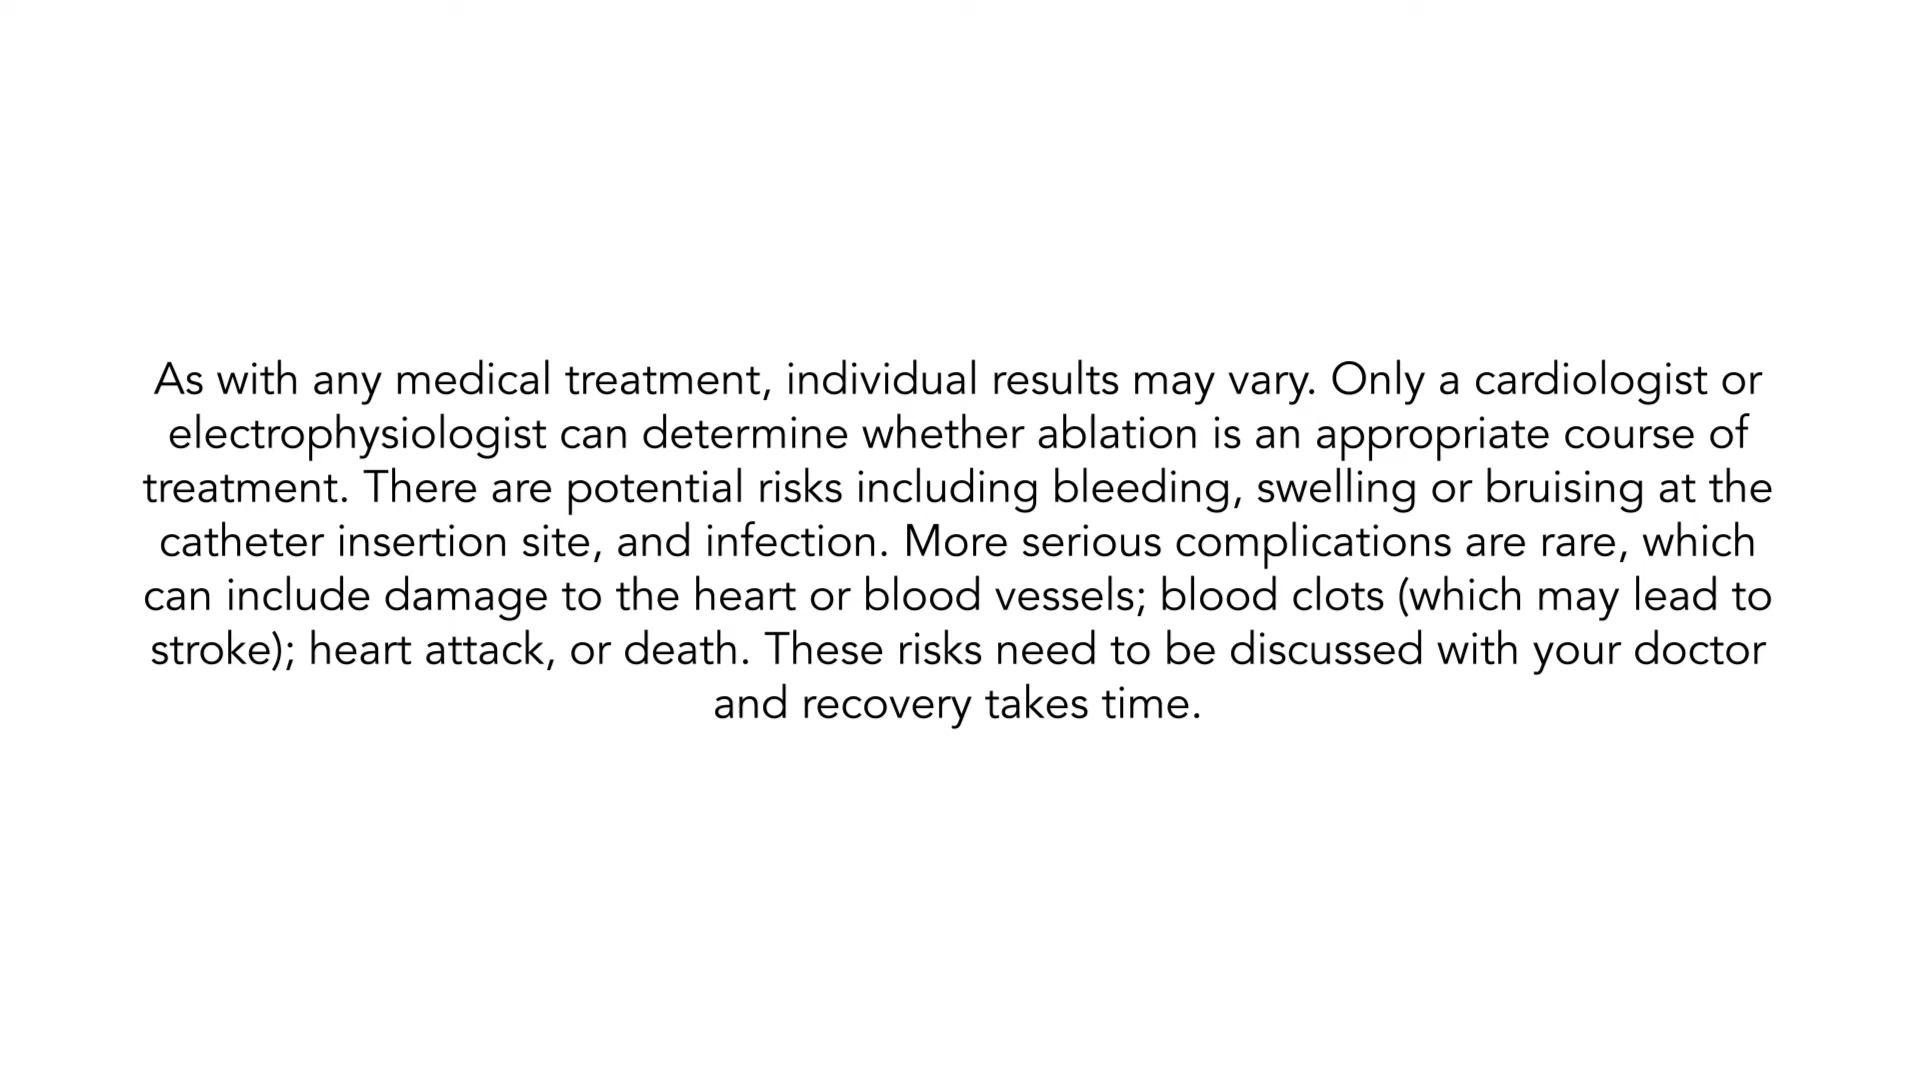 As with any medical treatment, individual results may vary. Only a cardiologist or
electrophysiologist can determine whether ablation is an appropriate course of
treatment. There are potential risks including bleeding, swelling or bruising at the
catheter insertion site, and infection. More serious complications are rare, which
can include damage to the heart or blood vessels; blood clots (which may lead to
stroke); heart attack, or death. These risks need to be discussed with your doctor
and recovery takes time.